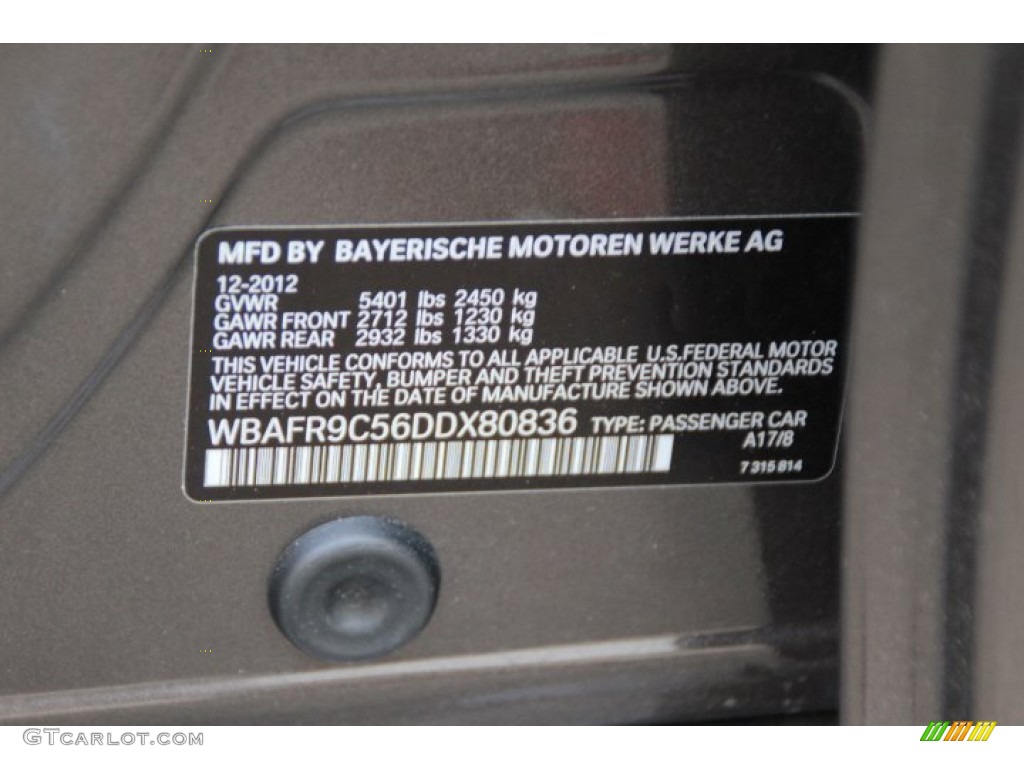 MFD BY BAYERISCHE MOTOREN WERKE AG
12-2012
GVWR 5401 lbs 2450 kg
GAWR FRONT 2712 lbs 1230 kg
GAWR REAR 2932 lbs 1330 kg
THIS VEHICLE CONFORMS TO ALL APPLICABLE U.S.FEDERAL MOTOR
VEHICLE SAFETY, BUMPER AND THEFT PREVENTION STANDARDS
IN EFFECT ON THE DATE OF MANUFACTURE SHOWN ABOVE.
WBAFR9C56DDX80836 TYPE: PASSENGER CAR
A17/8
7 315 814
GTCarlot.com